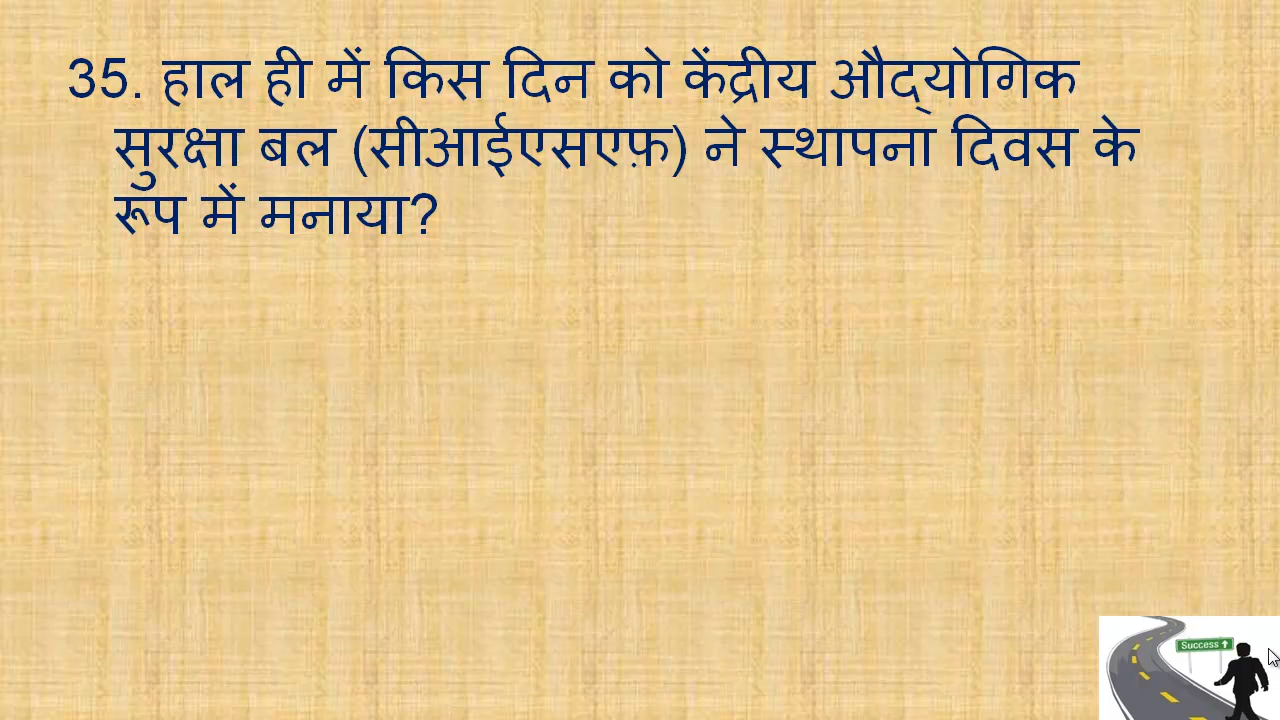 35. हाल ही में किस दिन को केंद्रीय औद्योगिक
सुरक्षा बल (सीआईएसएफ़) ने स्थापना दिवस के
रूप में मनाया?
Success